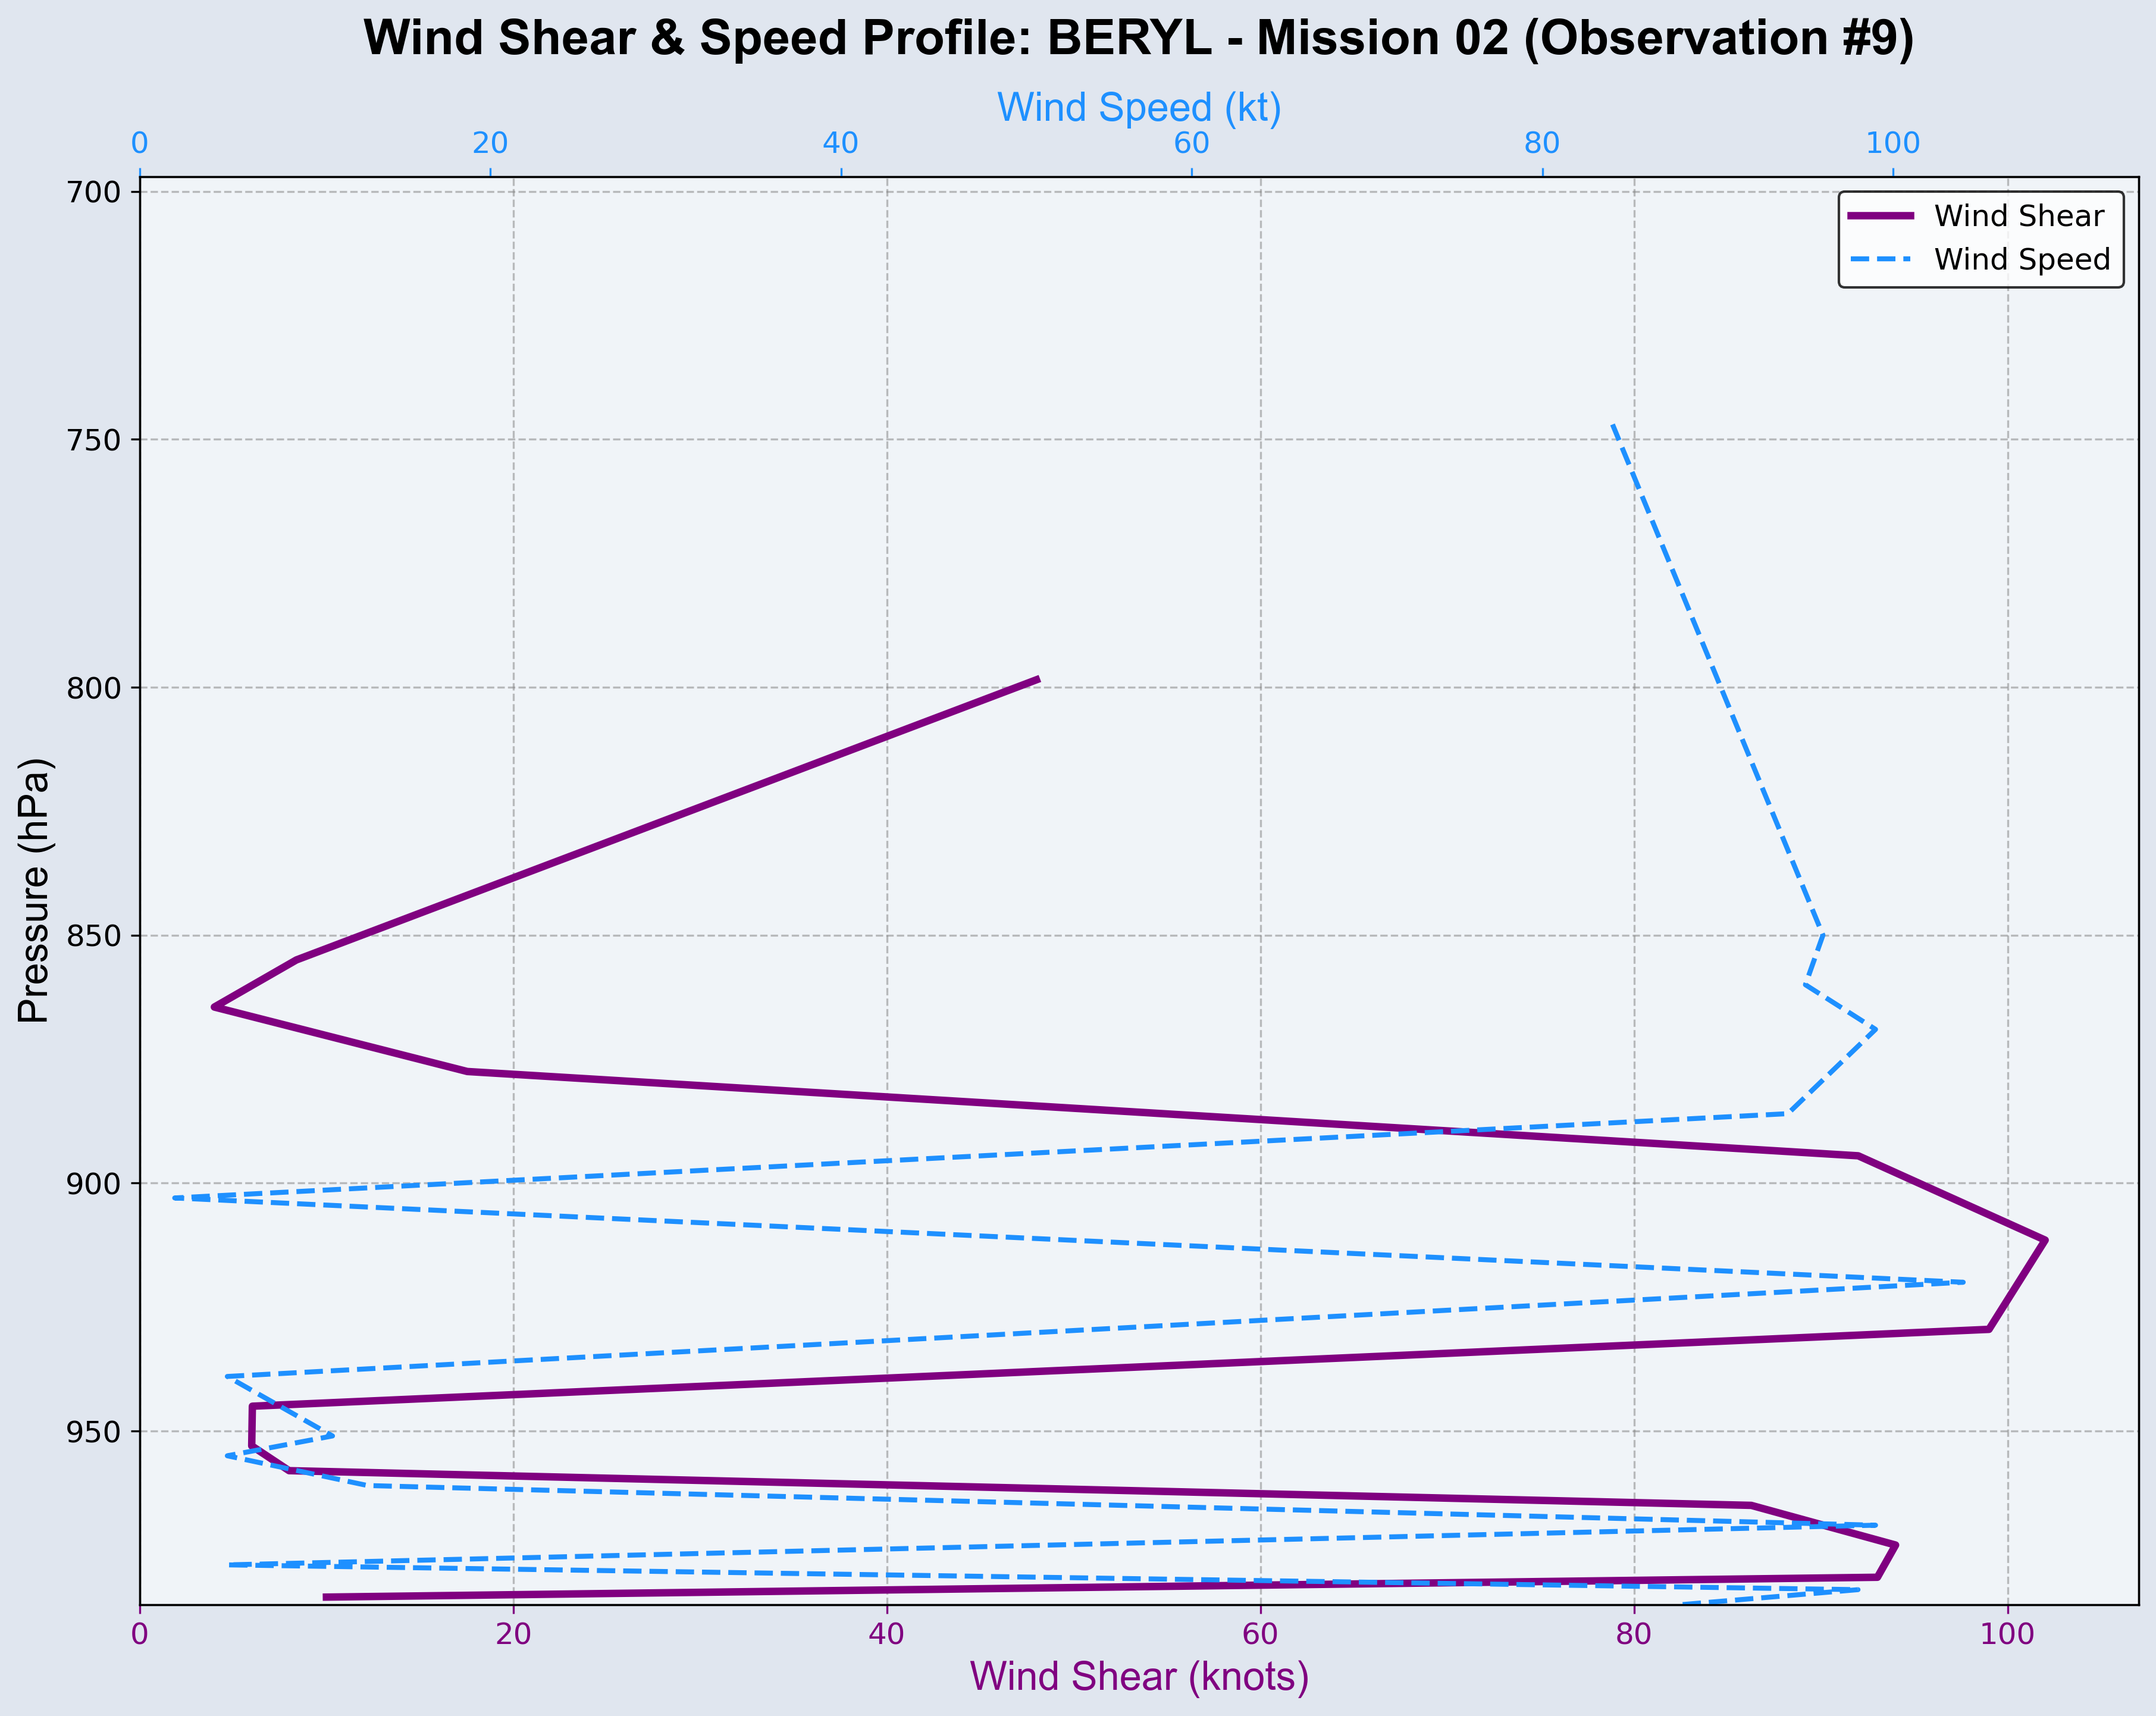 Wind Shear & Speed Profile: BERYL - Mission 02 (Observation #9)
Wind Speed (kt)
0 20 40 60 80 100
Wind Shear
Wind Speed
700
750
800
850
900
950
Pressure (hPa)
0 20 40 60 80 100
Wind Shear (knots)